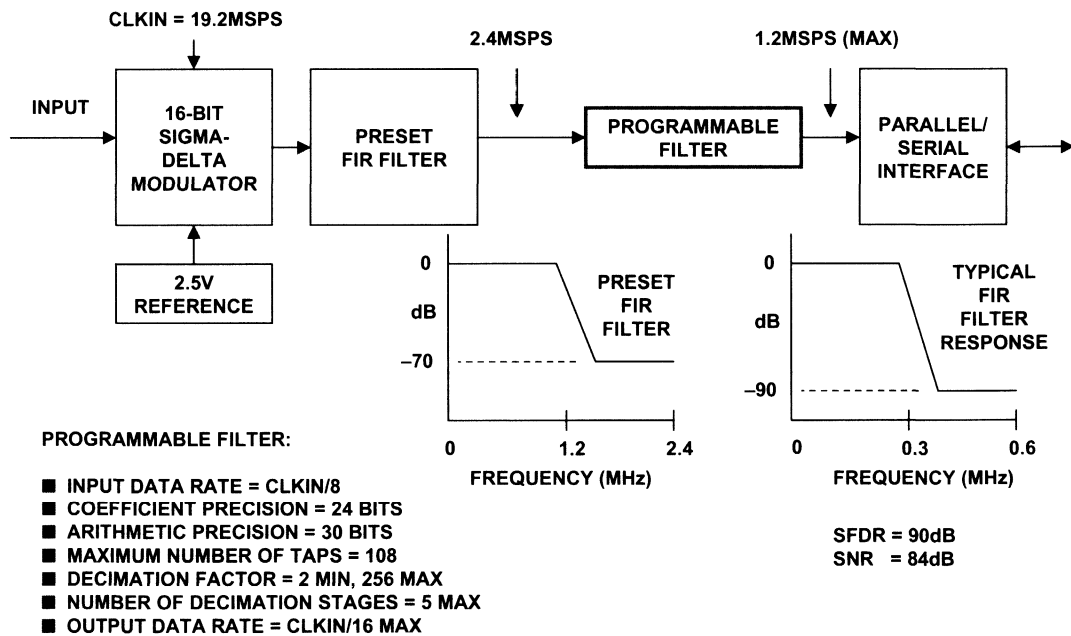 CLKIN = 19.2MSPS
2.4MSPS
1.2MSPS (MAX)
INPUT
16-BIT
SIGMA-
DELTA
MODULATOR
PRESET
FIR FILTER
PROGRAMMABLE
FILTER
PARALLEL/
SERIAL
INTERFACE
2.5V
REFERENCE
0
dB
–70
PRESET
FIR
FILTER
0
1.2
2.4
FREQUENCY (MHz)
0
dB
–90
TYPICAL
FIR
FILTER
RESPONSE
0
0.3
0.6
FREQUENCY (MHz)
PROGRAMMABLE FILTER:
■ INPUT DATA RATE = CLKIN/8
■ COEFFICIENT PRECISION = 24 BITS
■ ARITHMETIC PRECISION = 30 BITS
■ MAXIMUM NUMBER OF TAPS = 108
■ DECIMATION FACTOR = 2 MIN, 256 MAX
■ NUMBER OF DECIMATION STAGES = 5 MAX
■ OUTPUT DATA RATE = CLKIN/16 MAX
SFDR = 90dB
SNR = 84dB